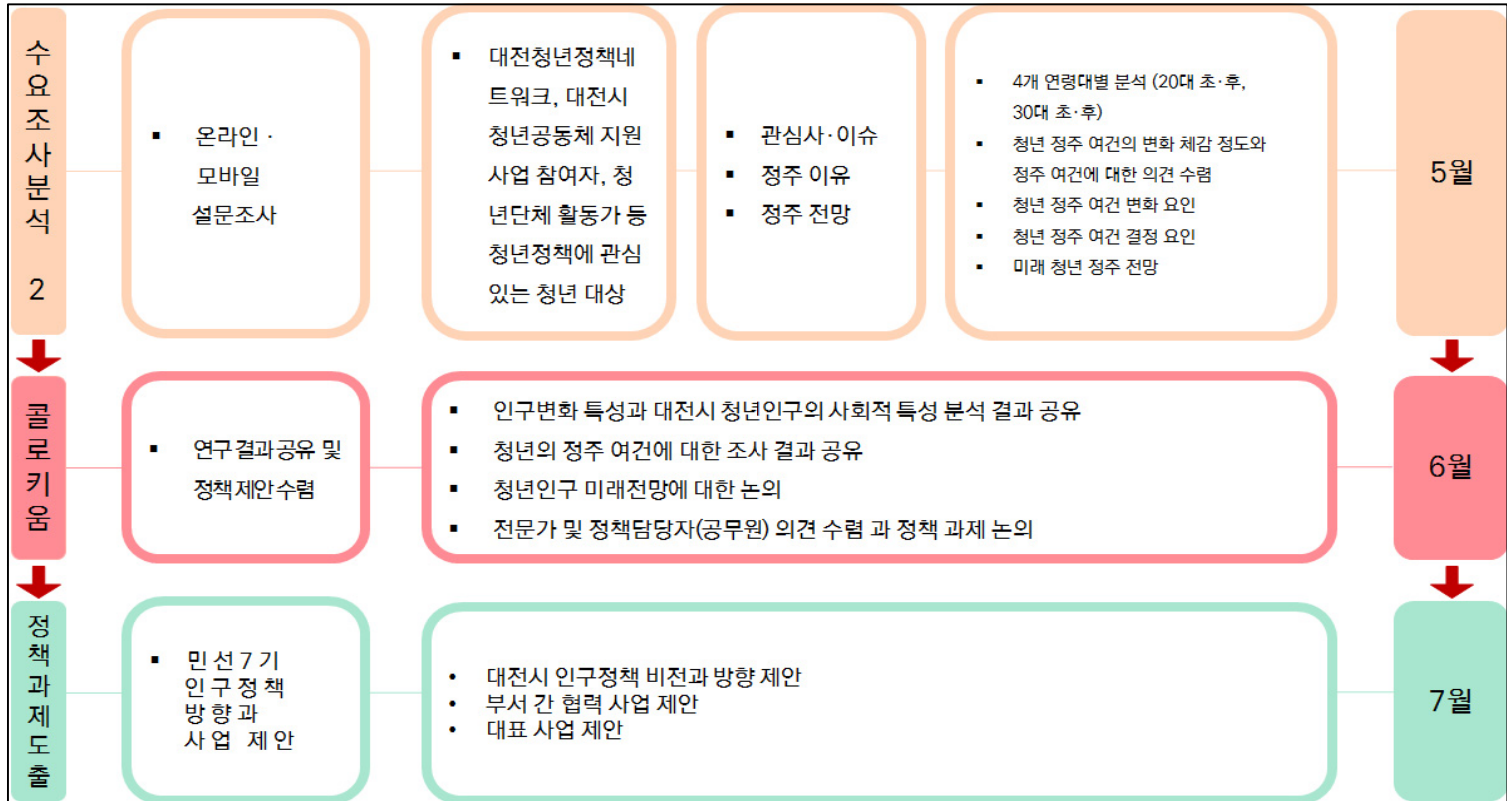 수요조사분석 2
▪ 온라인 ·
모바일
설문조사
▪ 대전청년정책네
트워크, 대전시
청년공동체 지원
사업 참여자, 청
년단체 활동가 등
청년정책에 관심
있는 청년 대상
▪ 관심사·이슈
▪ 정주 이유
▪ 정주 전망
▪ 4개 연령대별 분석 (20대 초·후,
30대 초·후)
▪ 청년 정주 여건의 변화 체감 정도와
정주 여건에 대한 의견 수렴
▪ 청년 정주 여건 변화 요인
▪ 청년 정주 여건 결정 요인
▪ 미래 청년 정주 전망
5월
콜로키움
▪ 연구 결과 공유 및
정책 제안 수렴
▪ 인구변화 특성과 대전시 청년인구의 사회적 특성 분석 결과 공유
▪ 청년의 정주 여건에 대한 조사 결과 공유
▪ 청년인구 미래전망에 대한 논의
▪ 전문가 및 정책담당자(공무원) 의견 수렴 과 정책 과제 논의
6월
정책과제도출
▪ 민선7기
인구정책
방향과
사업 제안
• 대전시 인구정책 비전과 방향 제안
• 부서 간 협력 사업 제안
• 대표 사업 제안
7월